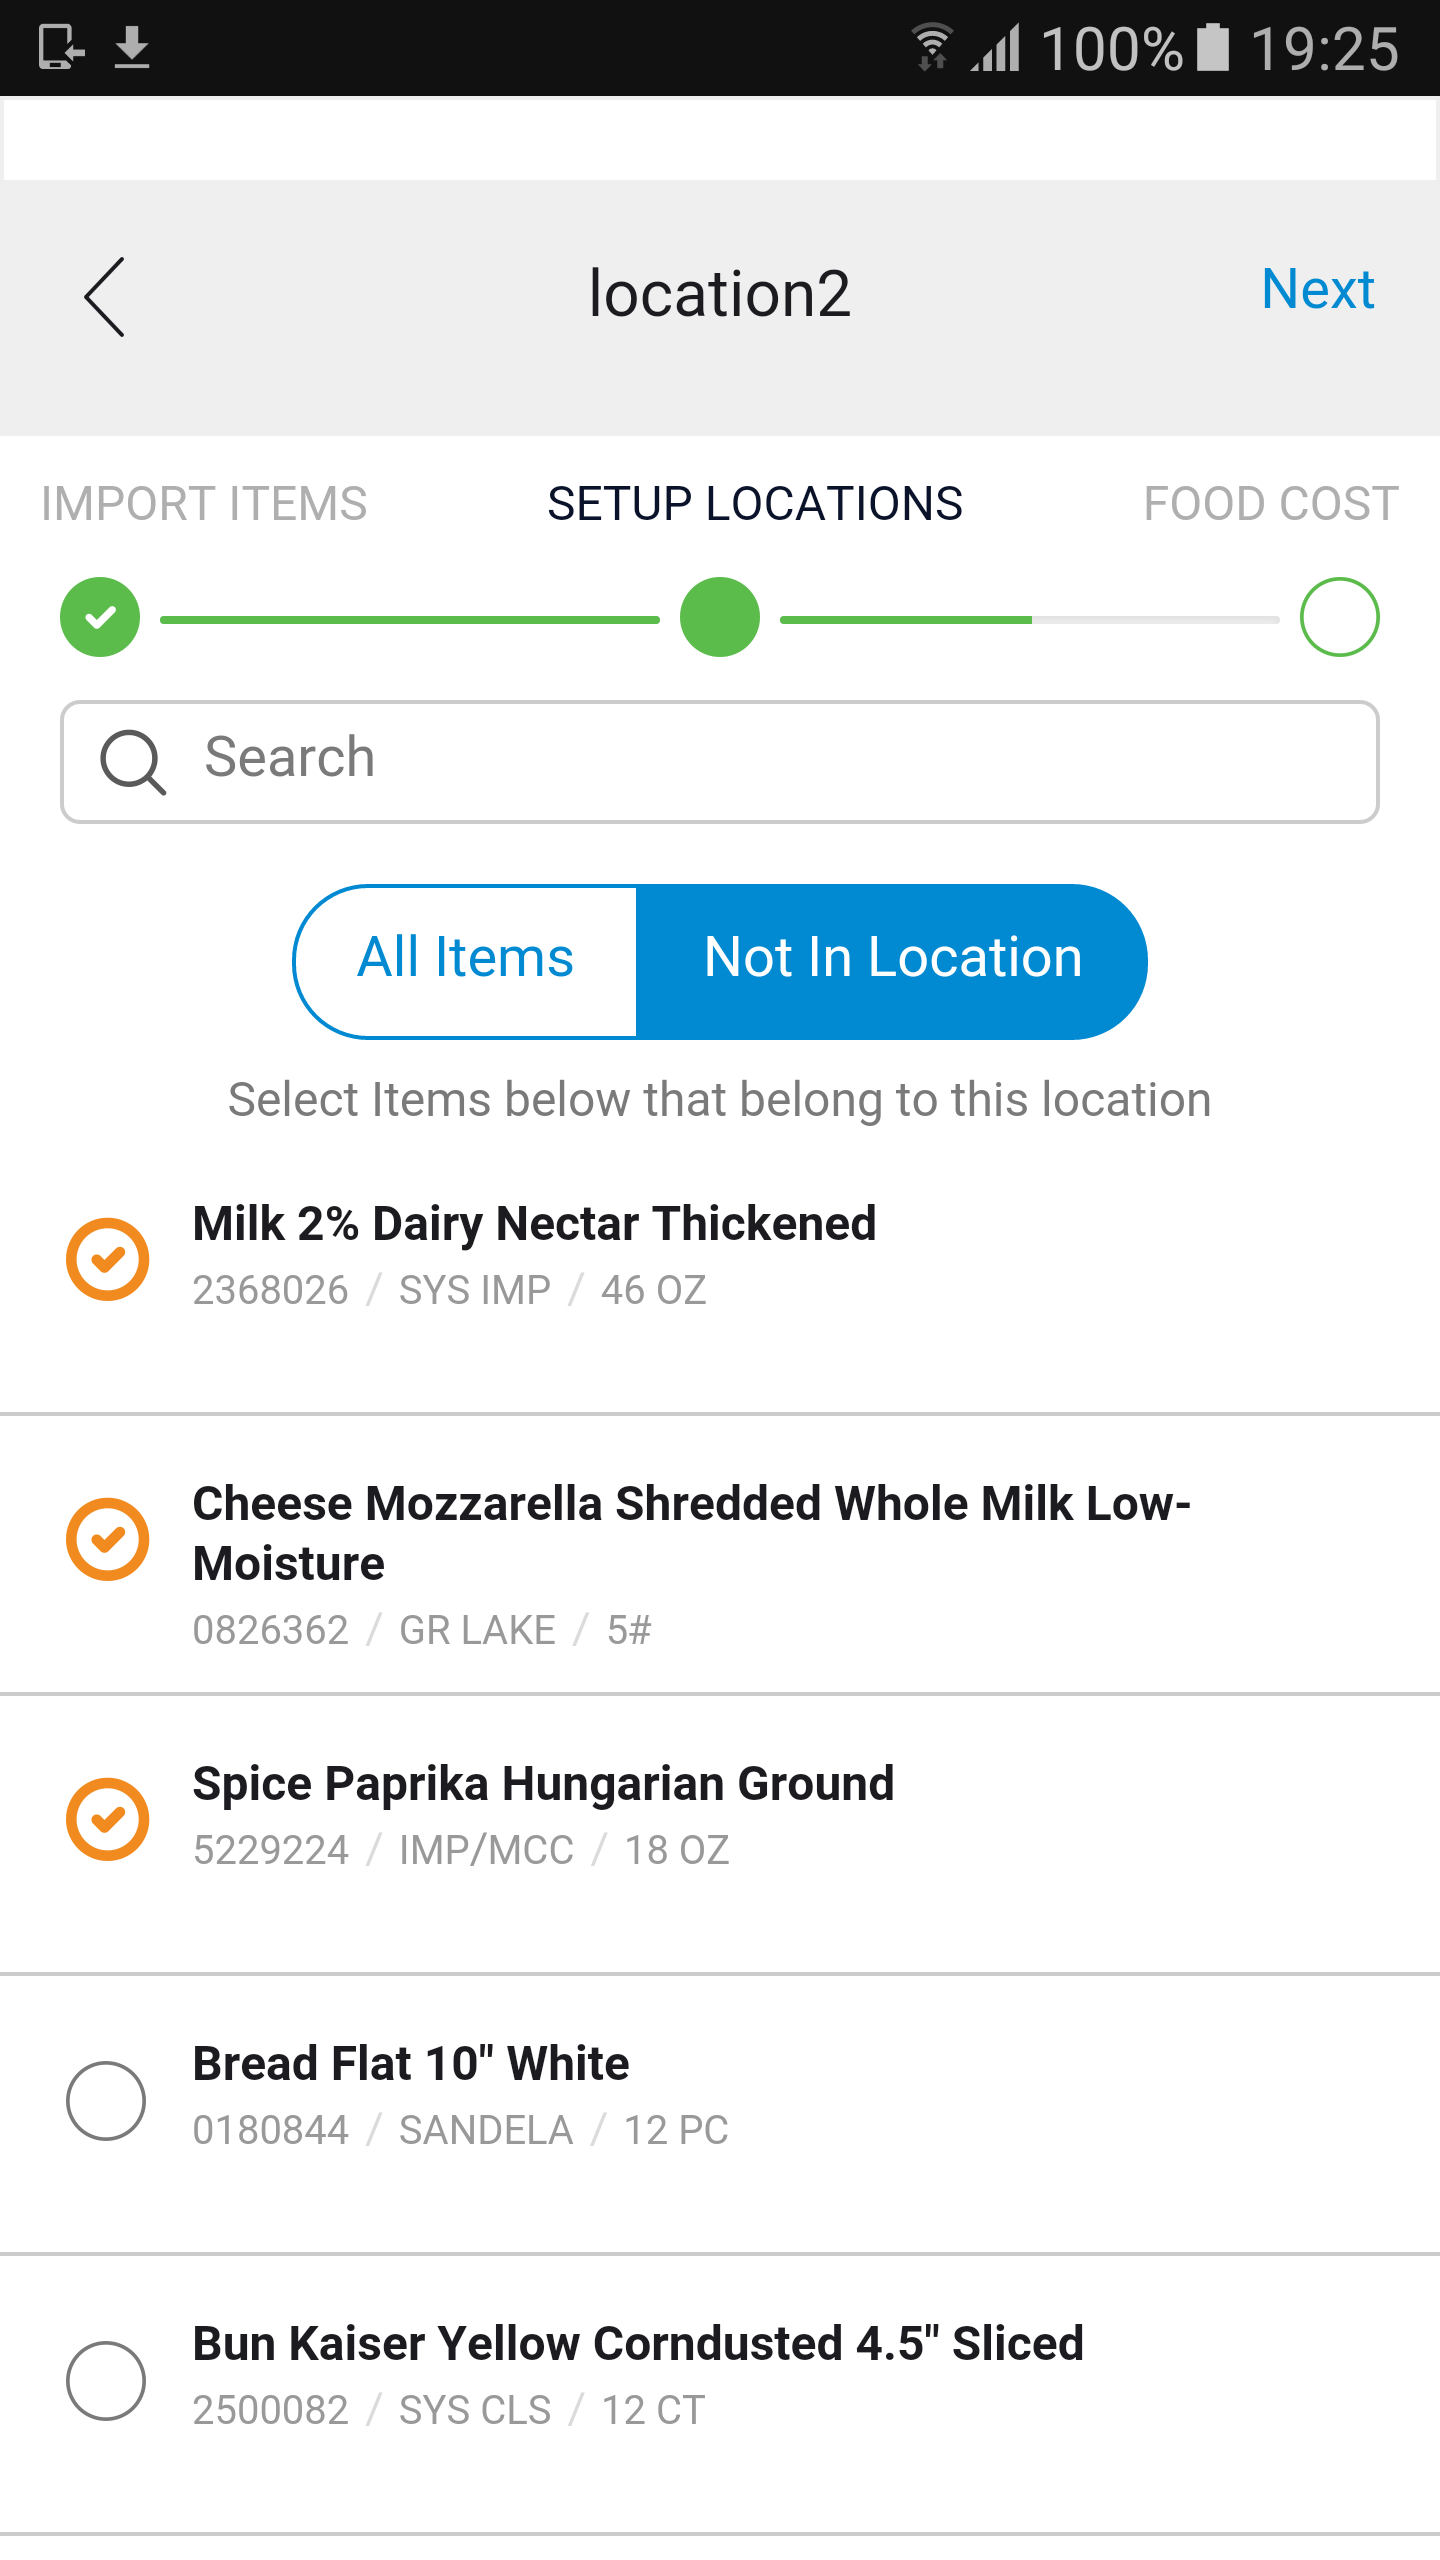 100% 19:25
location2
Next
IMPORT ITEMS
SETUP LOCATIONS
FOOD COST
Search
All Items
Not In Location
Select Items below that belong to this location
Milk 2% Dairy Nectar Thickened
2368026 / SYS IMP / 46 OZ
Cheese Mozzarella Shredded Whole Milk Low-
Moisture
0826362 / GR LAKE / 5#
Spice Paprika Hungarian Ground
5229224 / IMP/MCC / 18 OZ
Bread Flat 10" White
0180844 / SANDELA / 12 PC
Bun Kaiser Yellow Corndusted 4.5" Sliced
2500082 / SYS CLS / 12 CT